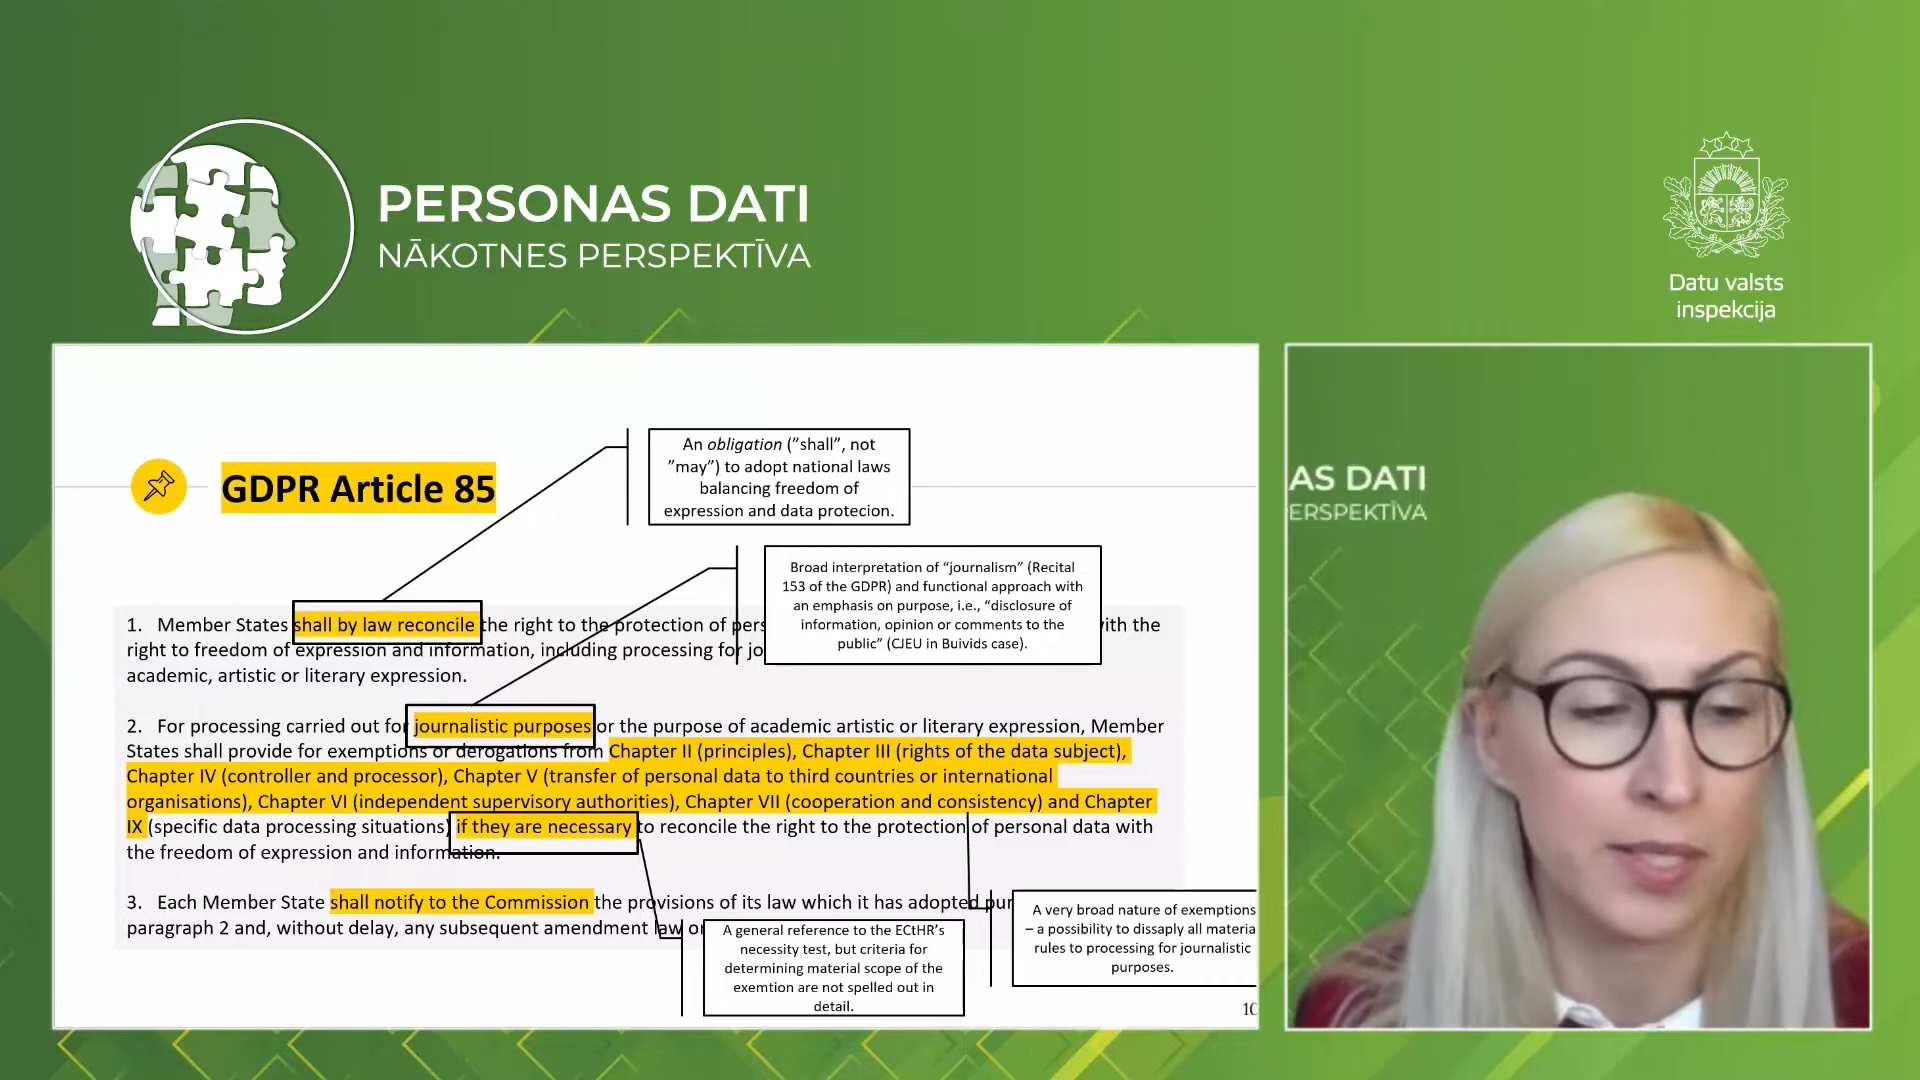 PERSONAS DATI
NĀKOTNES PERSPEKTĪVA
Datu valsts
inspekcija
GDPR Article 85
An obligation (”shall”, not
”may”) to adopt national laws
balancing freedom of
expression and data protecion.
Broad interpretation of “journalism” (Recital
153 of the GDPR) and functional approach with
an emphasis on purpose, i.e., “disclosure of
information, opinion or comments to the
public” (CJEU in Buivids case).
1. Member States shall by law reconcile the right to the protection of pers with the
right to freedom of expression and information, including processing for jo
academic, artistic or literary expression.
2. For processing carried out for journalistic purposes or the purpose of academic artistic or literary expression, Member
States shall provide for exemptions or derogations from Chapter II (principles), Chapter III (rights of the data subject),
Chapter IV (controller and processor), Chapter V (transfer of personal data to third countries or international
organisations), Chapter VI (independent supervisory authorities), Chapter VII (cooperation and consistency) and Chapter
IX (specific data processing situations) if they are necessary to reconcile the right to the protection of personal data with
the freedom of expression and information.
3. Each Member State shall notify to the Commission the provisions of its law which it has adopted pur
paragraph 2 and, without delay, any subsequent amendment law or
A general reference to the ECtHR’s
necessity test, but criteria for
determining material scope of the
exemtion are not spelled out in
detail.
A very broad nature of exemptions
– a possibility to dissaply all materia
rules to processing for journalistic
purposes.
10
AS DATI
ERSPEKTĪVA